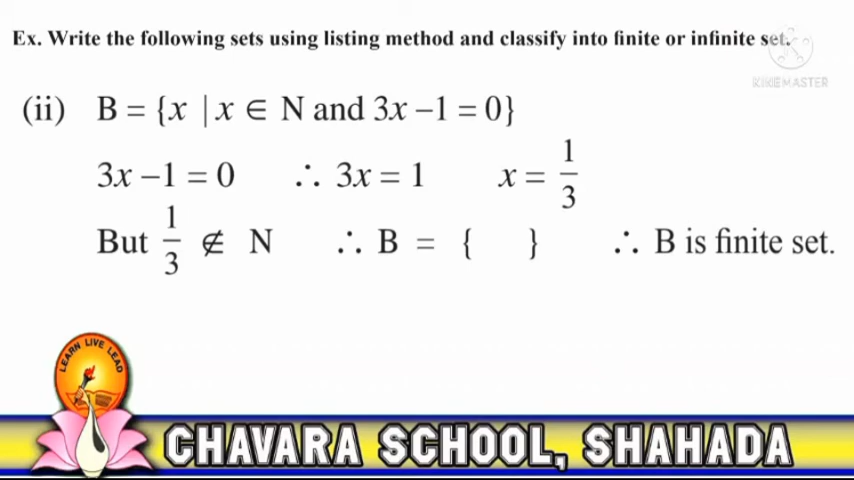 Ex. Write the following sets using listing method and classify into finite or infinite set.
KINEMASTER
(ii) B = {x | x ∈ N and 3x –1 = 0}
3x –1 = 0 ∴ 3x = 1 x = 1/3
But 1/3 ∉ N ∴ B = { } ∴ B is finite set.
LEARN LIVE LEAD
CHAVARA SCHOOL, SHAHADA